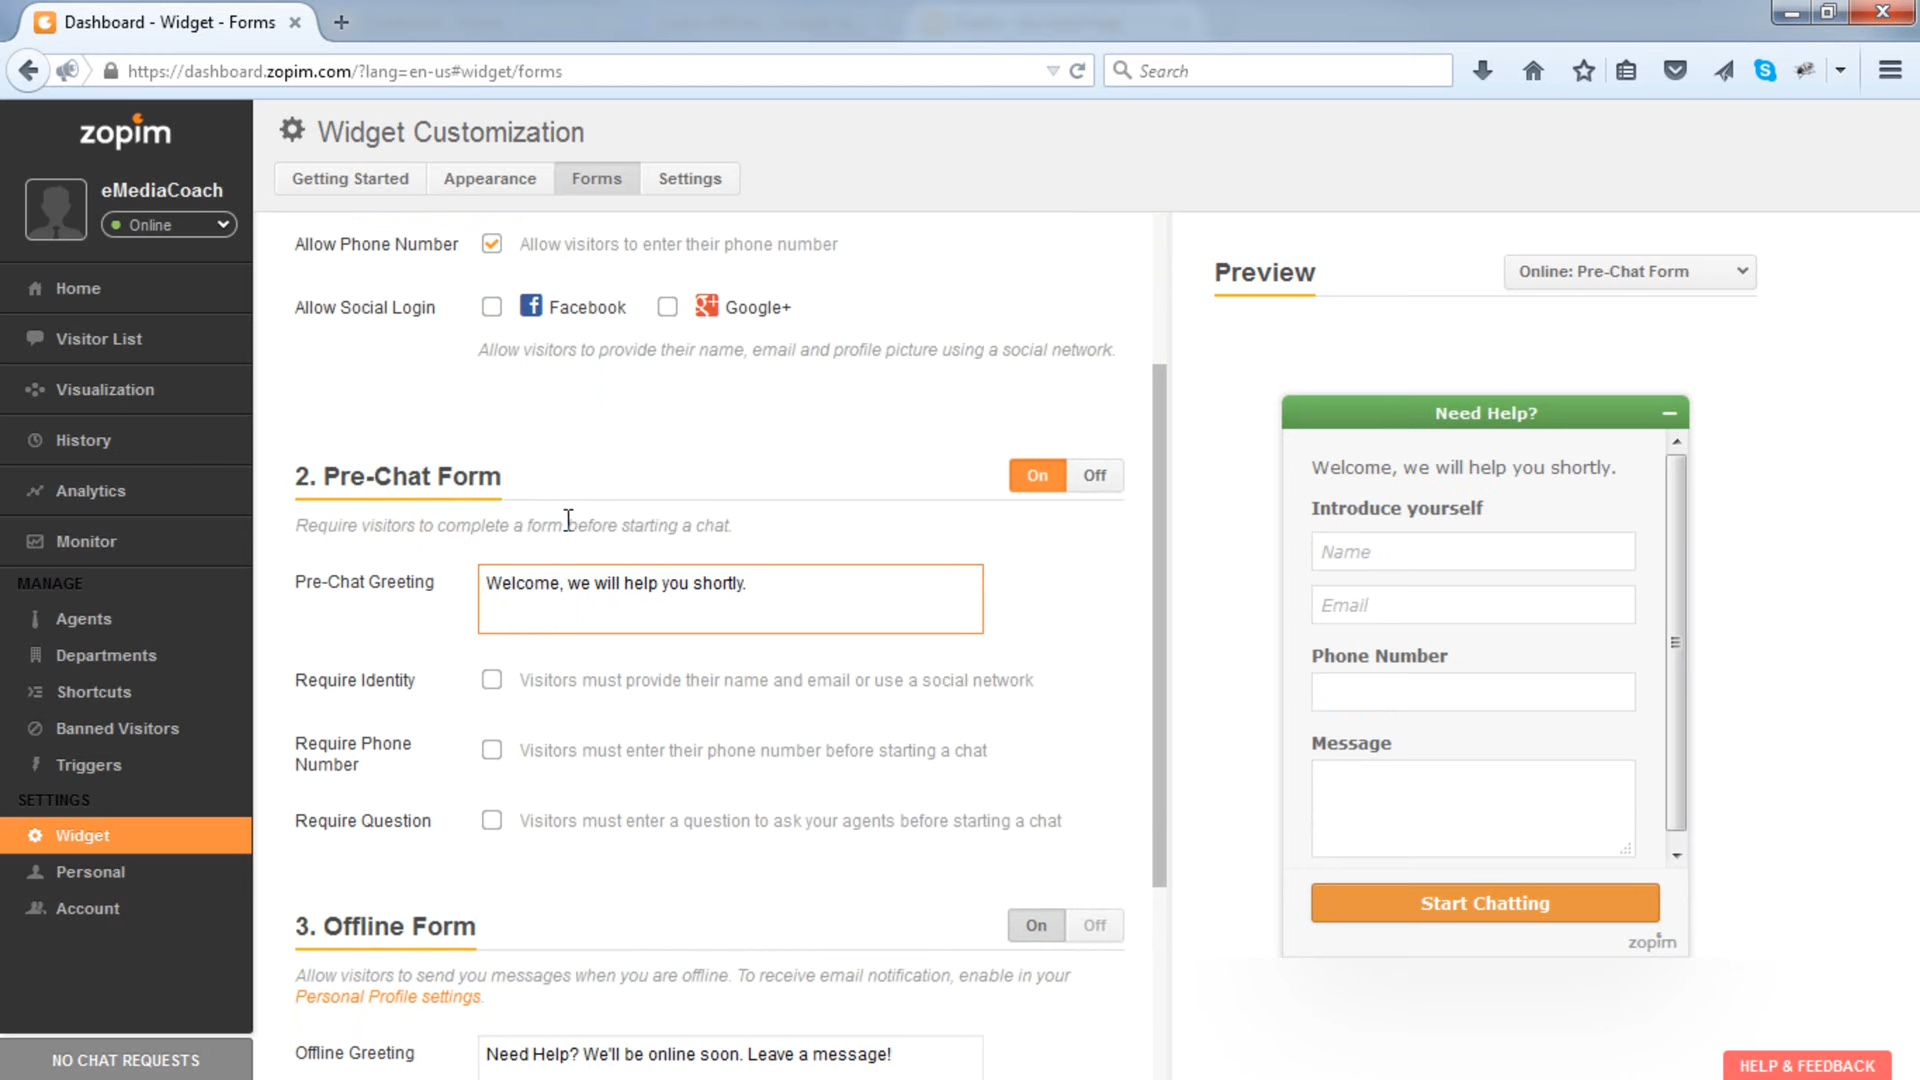 Dashboard - Widget - Forms
https://dashboard.zopim.com/?lang=en-us#widget/forms
Search
zopim
eMediaCoach
Online
Home
Visitor List
Visualization
History
Analytics
Monitor
MANAGE
Agents
Departments
Shortcuts
Banned Visitors
Triggers
SETTINGS
Widget
Personal
Account
NO CHAT REQUESTS
Widget Customization
Getting Started
Appearance
Forms
Settings
Allow Phone Number
Allow visitors to enter their phone number
Allow Social Login
Facebook
Google+
Allow visitors to provide their name, email and profile picture using a social network.
2. Pre-Chat Form
On
Off
Require visitors to complete a form before starting a chat.
Pre-Chat Greeting
Welcome, we will help you shortly.
Require Identity
Visitors must provide their name and email or use a social network
Require Phone
Number
Visitors must enter their phone number before starting a chat
Require Question
Visitors must enter a question to ask your agents before starting a chat
3. Offline Form
On
Off
Allow visitors to send you messages when you are offline. To receive email notification, enable in your
Personal Profile settings.
Offline Greeting
Need Help? We'll be online soon. Leave a message!
Preview
Online: Pre-Chat Form
Need Help?
Welcome, we will help you shortly.
Introduce yourself
Name
Email
Phone Number
Message
Start Chatting
zopim
HELP & FEEDBACK